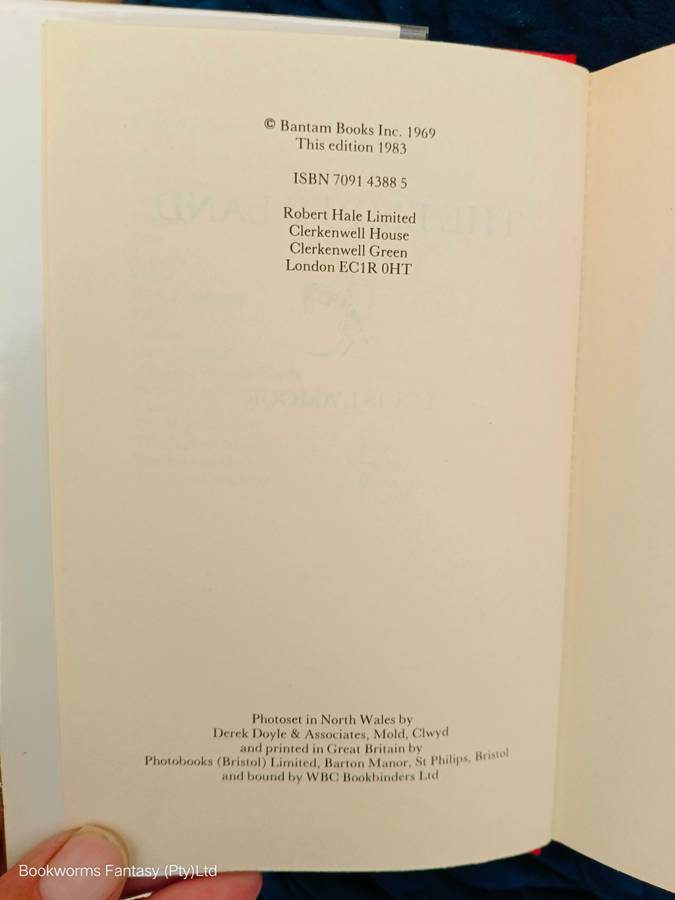 © Bantam Books Inc. 1969
This edition 1983
ISBN 7091 4388 5
Robert Hale Limited
Clerkenwell House
Clerkenwell Green
London EC1R 0HT
Photoset in North Wales by
Derek Doyle & Associates, Mold, Clwyd
and printed in Great Britain by
Photobooks (Bristol) Limited, Barton Manor, St Philips, Bristol
and bound by WBC Bookbinders Ltd
Bookworms Fantasy (Pty)Ltd